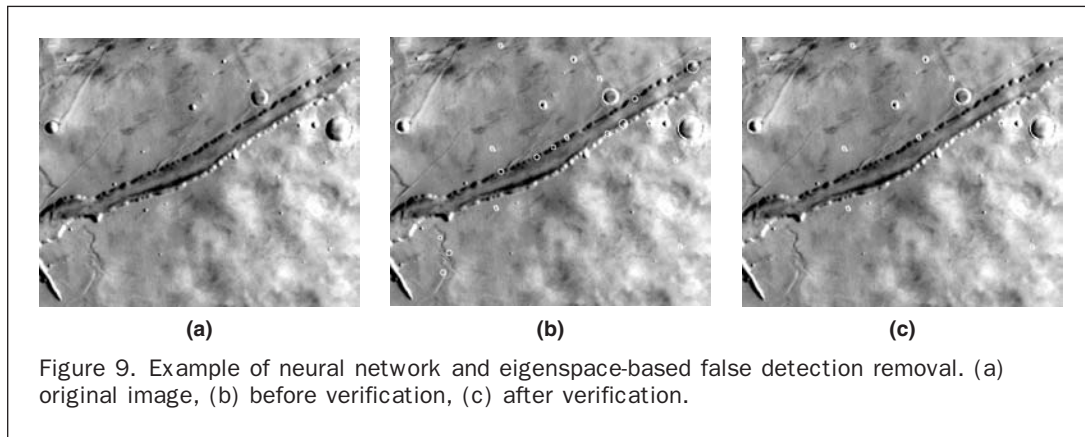 (a)
(b)
(c)
Figure 9. Example of neural network and eigenspace-based false detection removal. (a)
original image, (b) before verification, (c) after verification.